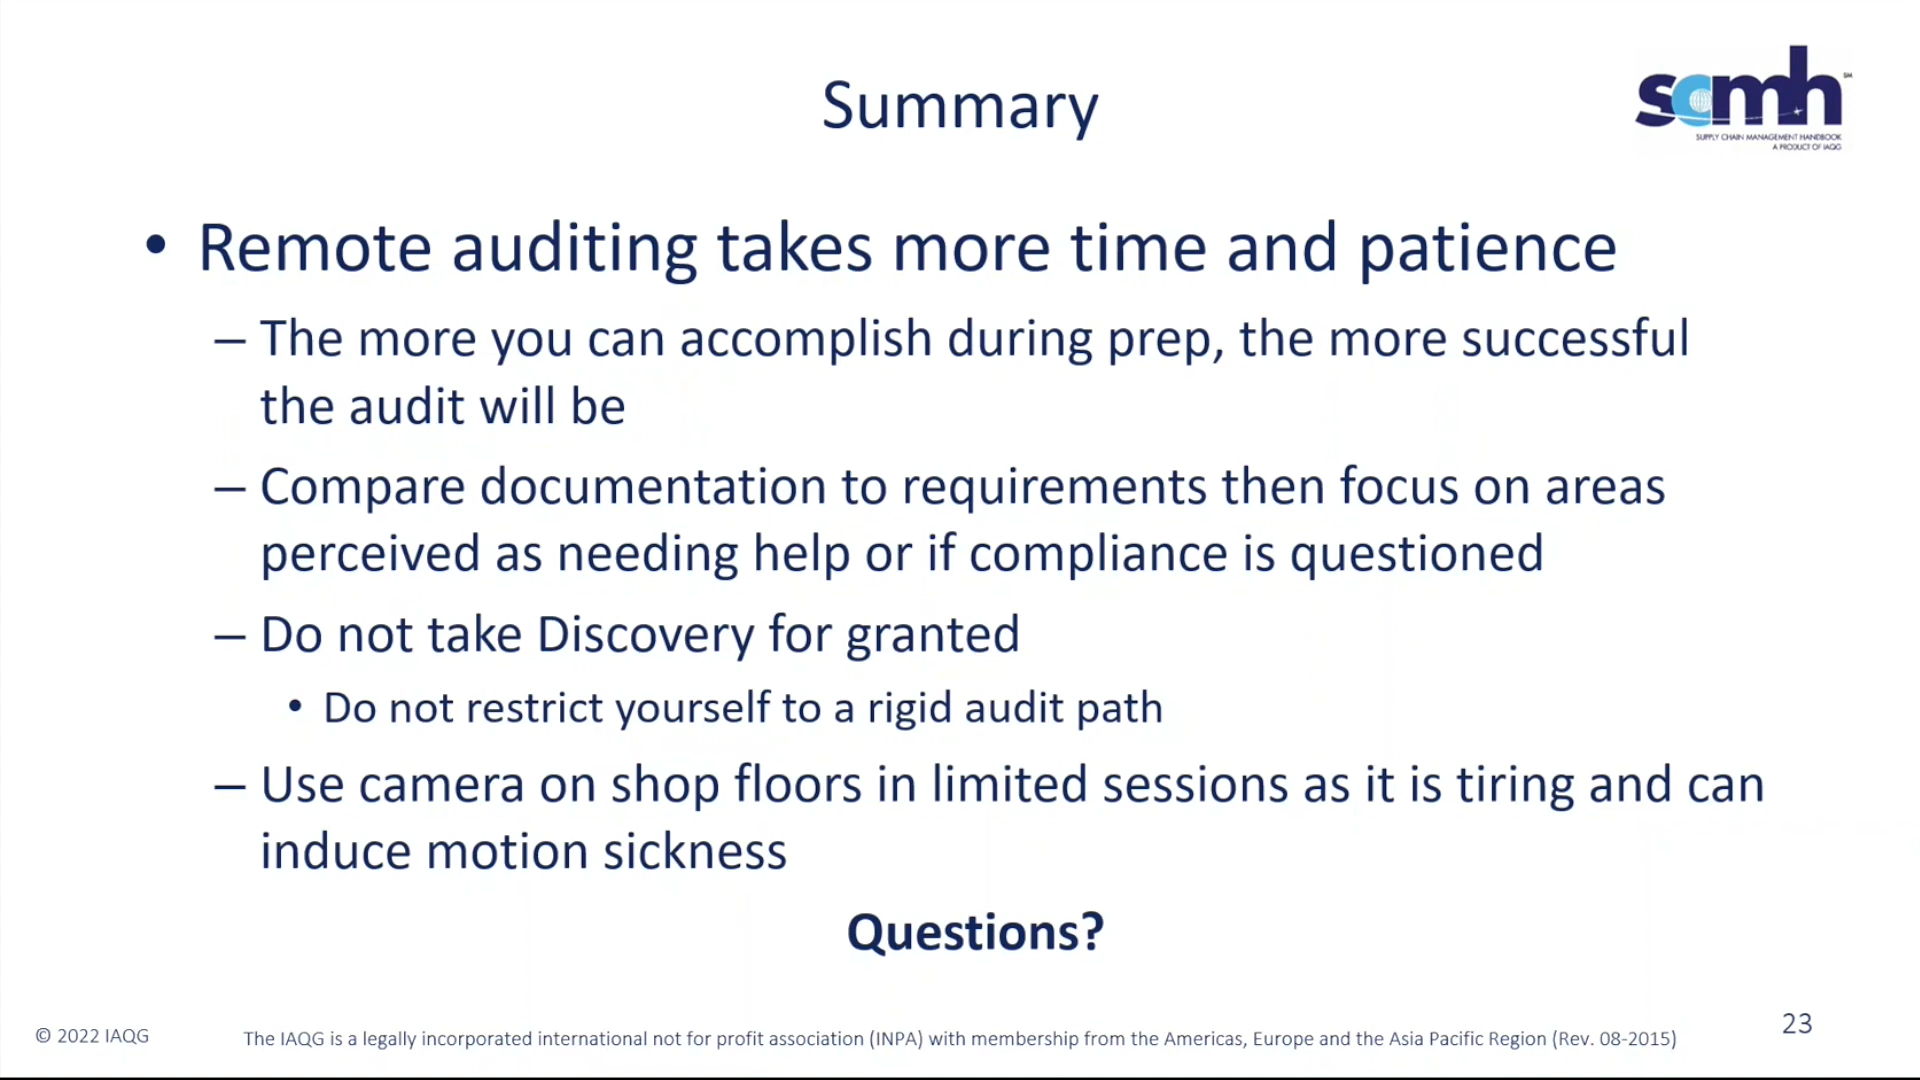 Summary
scmh SM
SUPPLY CHAIN MANAGEMENT HANDBOOK
A PRODUCT OF IAQG
• Remote auditing takes more time and patience
– The more you can accomplish during prep, the more successful
the audit will be
– Compare documentation to requirements then focus on areas
perceived as needing help or if compliance is questioned
– Do not take Discovery for granted
• Do not restrict yourself to a rigid audit path
– Use camera on shop floors in limited sessions as it is tiring and can
induce motion sickness
Questions?
© 2022 IAQG
The IAQG is a legally incorporated international not for profit association (INPA) with membership from the Americas, Europe and the Asia Pacific Region (Rev. 08-2015)
23